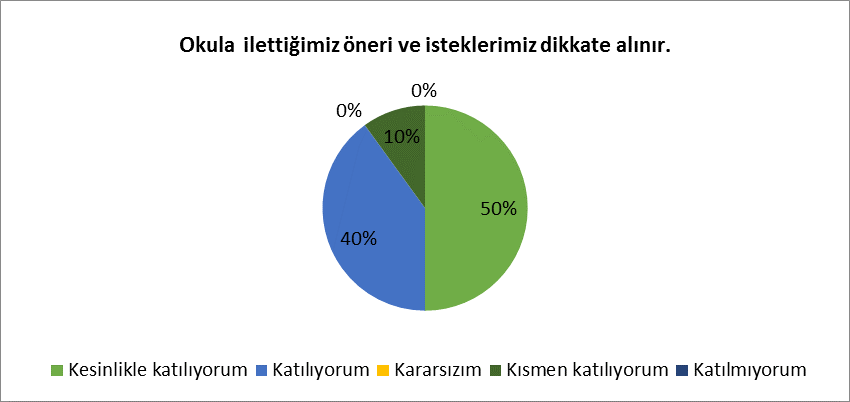 Okula  ilettiğimiz öneri ve isteklerimiz dikkate alınır.
0%
0%
10%
50%
40%
Kesinlikle katılıyorum Katılıyorum Kararsızım Kısmen katılıyorum Katılmıyorum